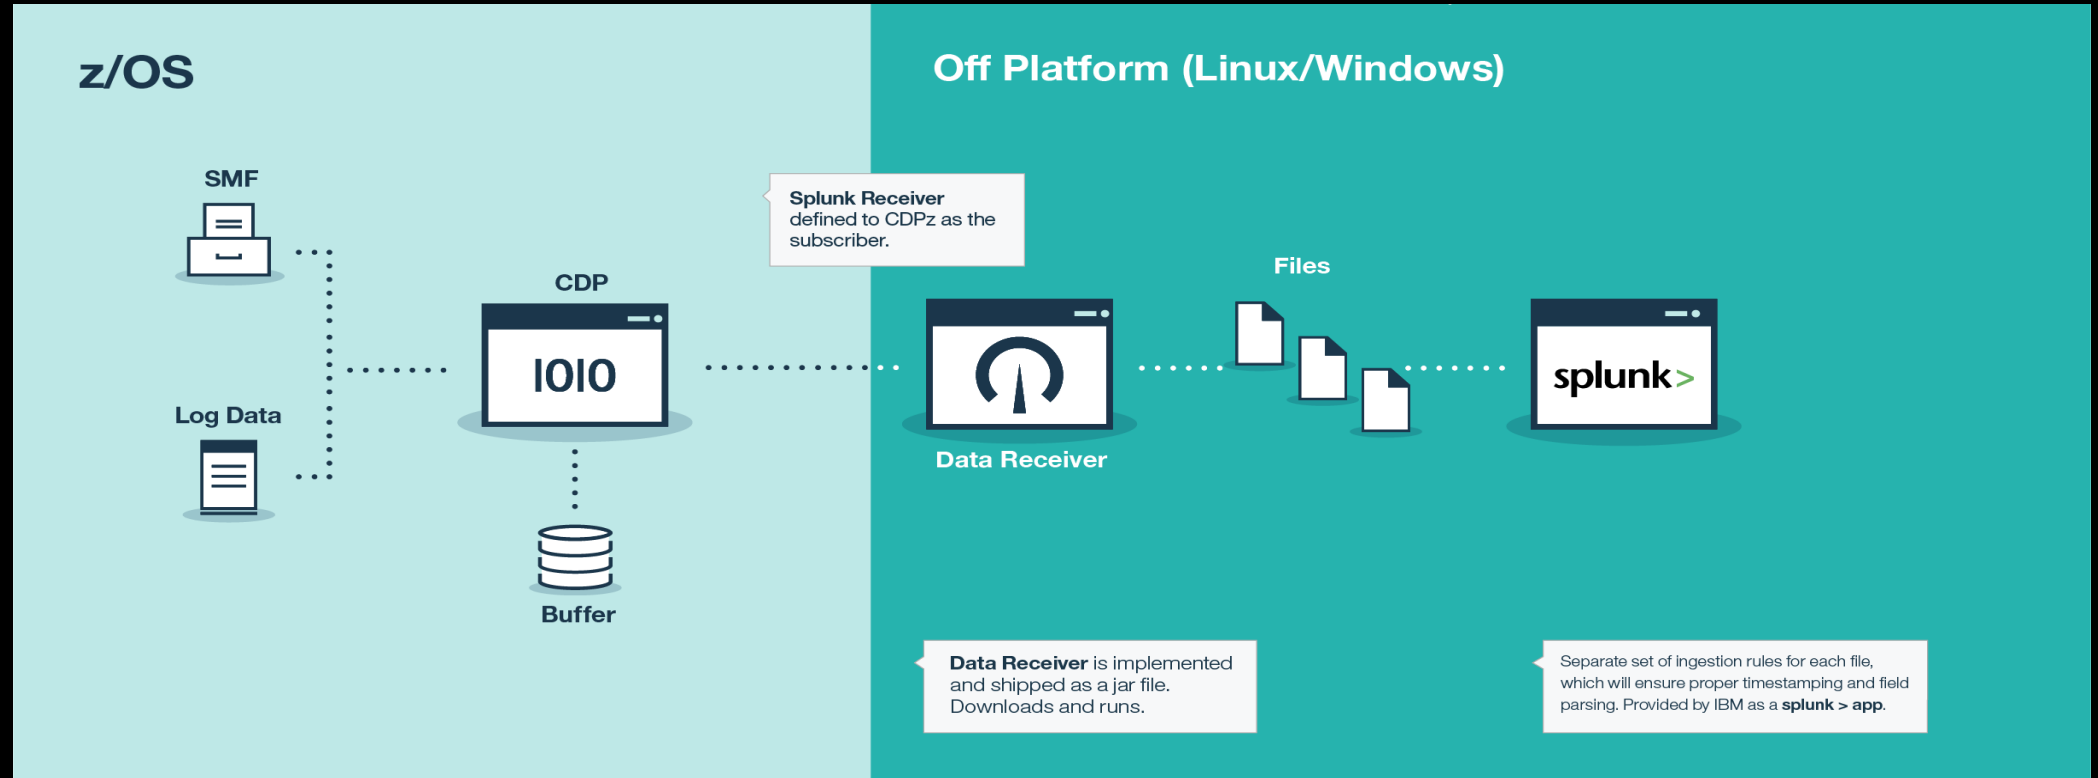 z/OS
Off Platform (Linux/Windows)
SMF
Splunk Receiver
defined to CDPz as the
subscriber.
Files
CDP
IOIO
splunk>
Log Data
Data Receiver
Buffer
Data Receiver is implemented
and shipped as a jar file.
Downloads and runs.
Separate set of ingestion rules for each file,
which will ensure proper timestamping and field
parsing. Provided by IBM as a splunk > app.